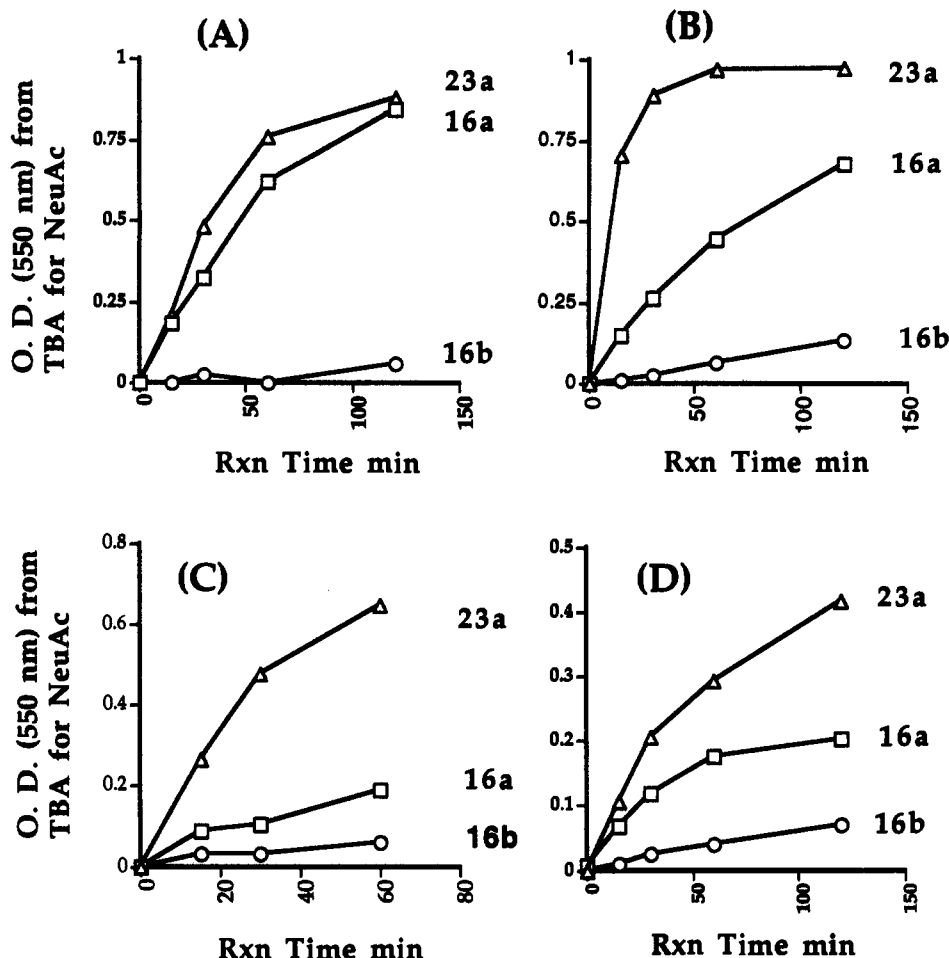 (A)
O. D. (550 nm) from
TBA for NeuAc
1
0.75
0.5
0.25
0
23a
16a
16b
0
50
100
150
Rxn Time min
(B)
1
0.75
0.5
0.25
0
23a
16a
16b
0
50
100
150
Rxn Time min
(C)
O. D. (550 nm) from
TBA for NeuAc
0.8
0.6
0.4
0.2
0
23a
16a
16b
0
20
40
60
80
Rxn Time min
(D)
0.5
0.4
0.3
0.2
0.1
0
23a
16a
16b
0
50
100
150
Rxn Time min